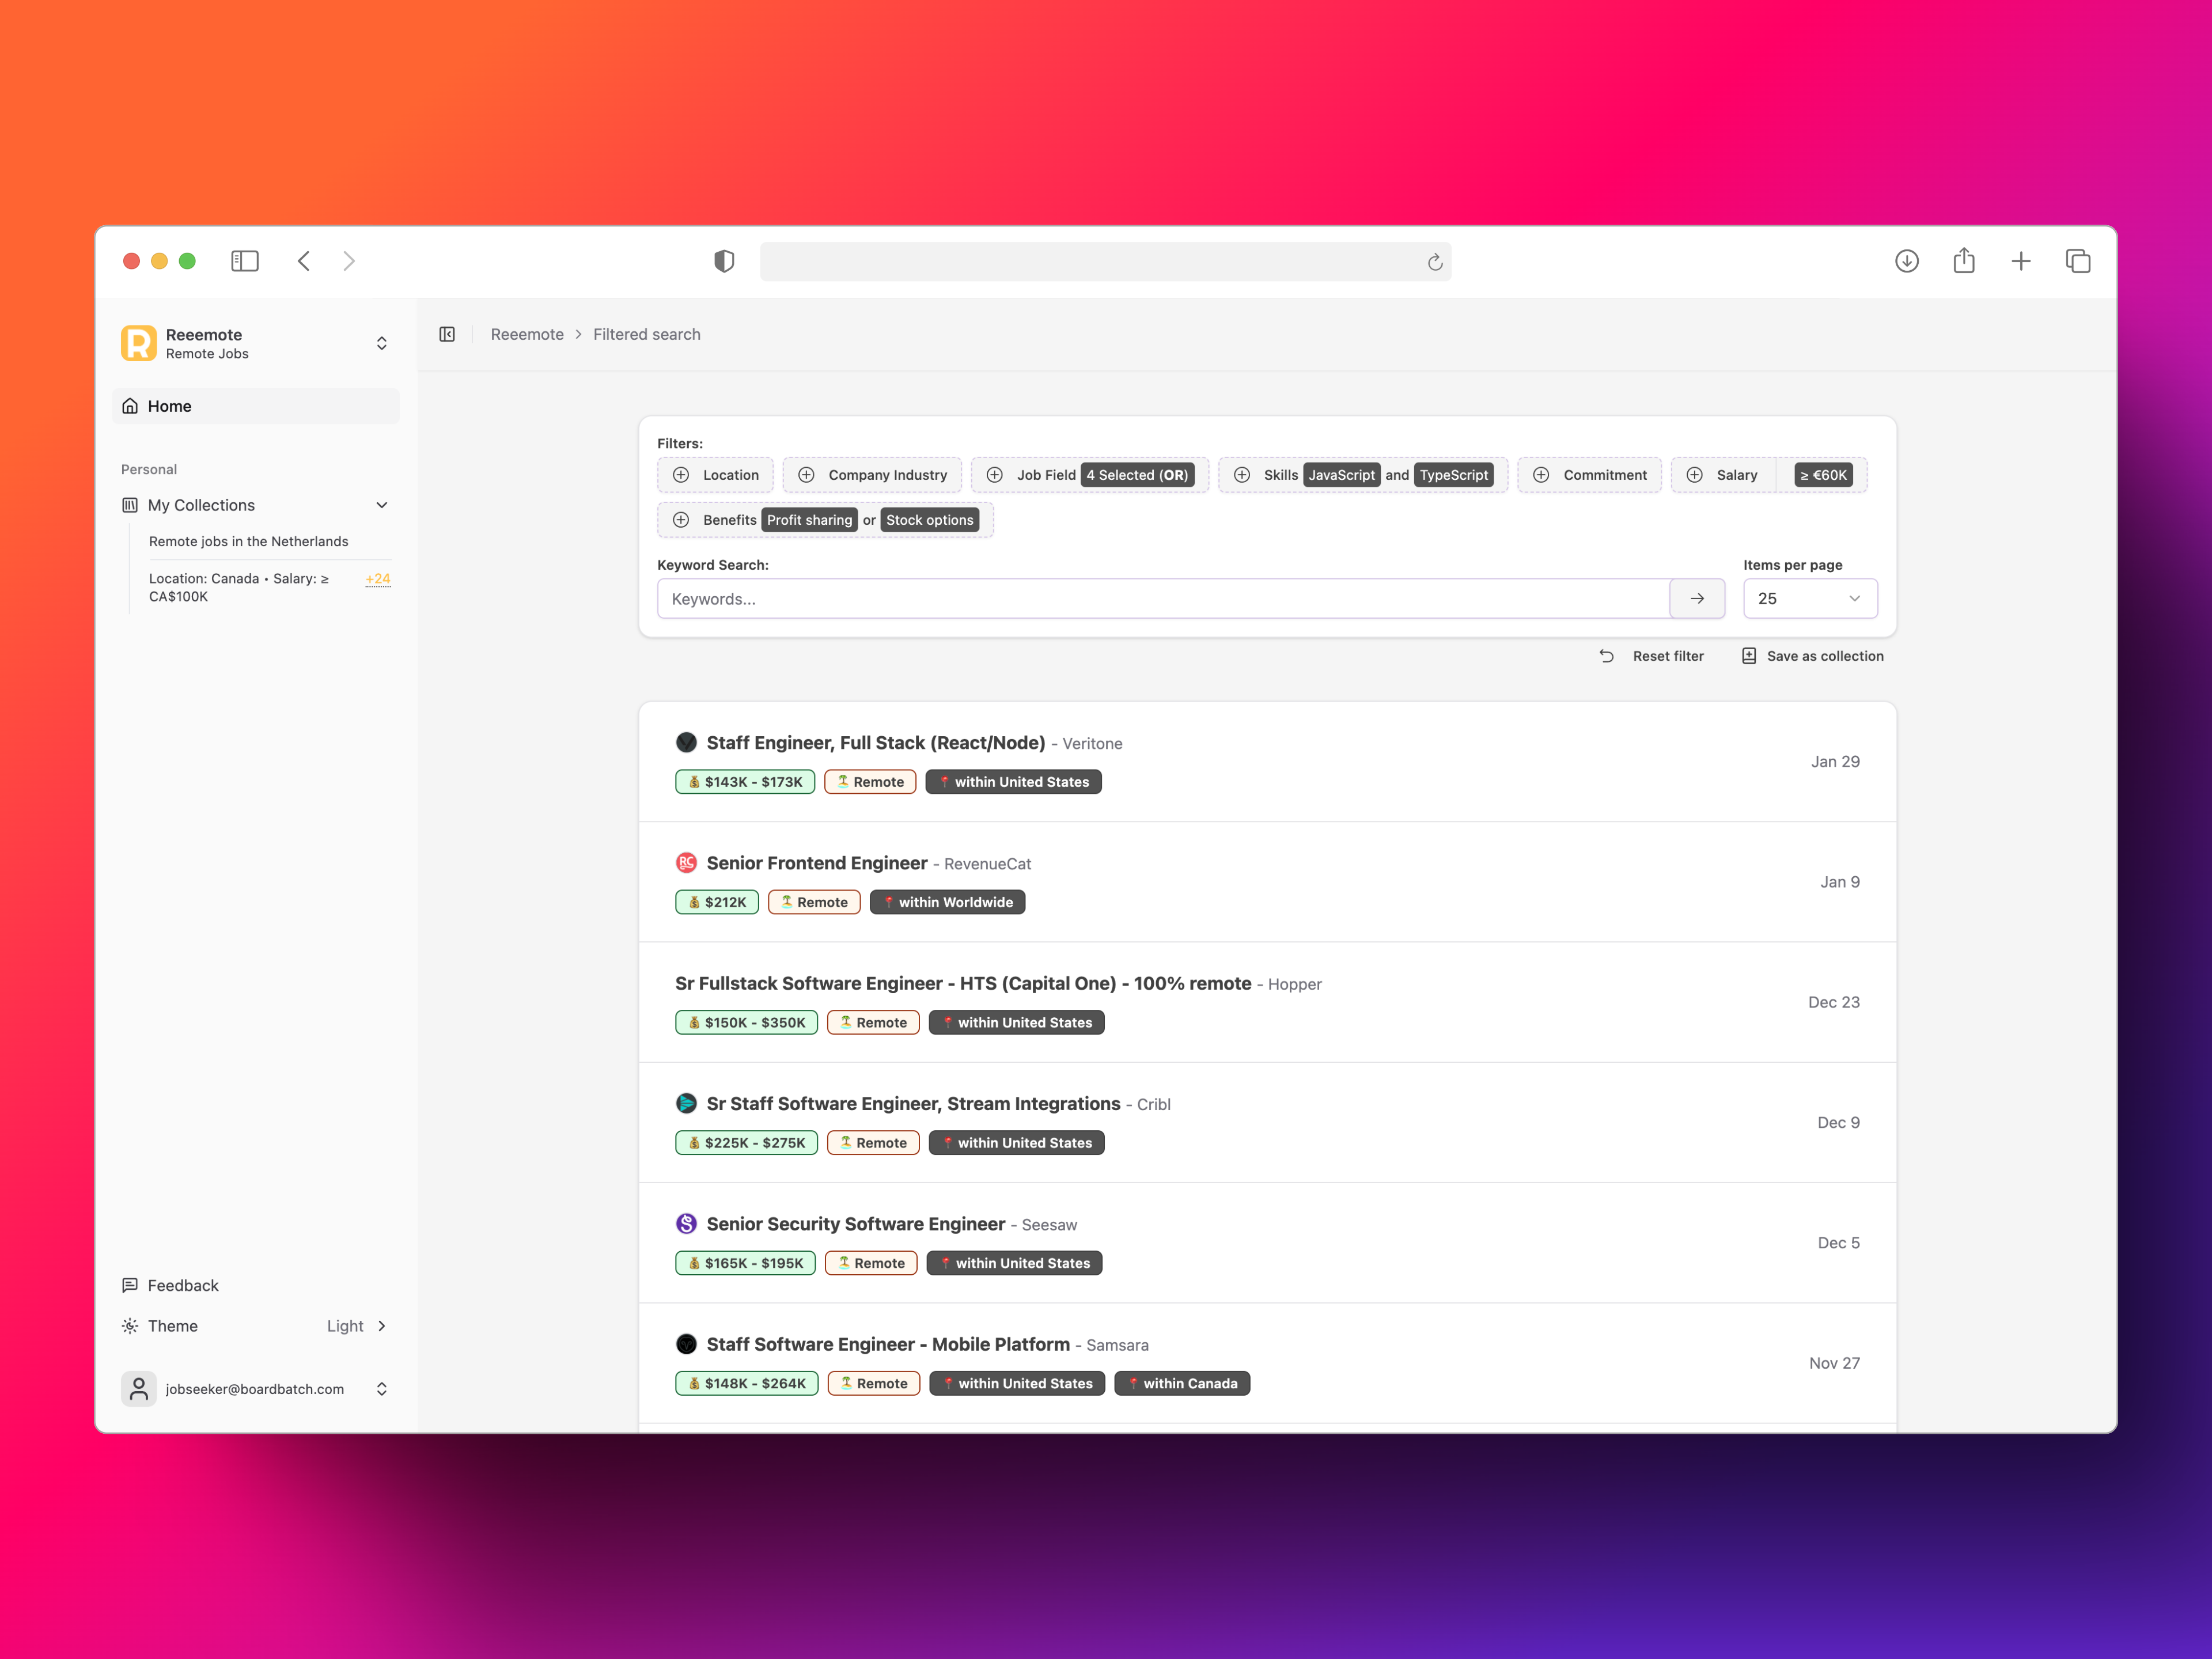 Reeemote
Remote Jobs
Home
Personal
My Collections
Remote jobs in the Netherlands
Location: Canada • Salary: ≥ +24
CA$100K
Feedback
Theme Light
jobseeker@boardbatch.com
Reeemote > Filtered search
Filters:
Location Company Industry Job Field 4 Selected (OR) Skills JavaScript and TypeScript Commitment Salary ≥ €60K
Benefits Profit sharing or Stock options
Keyword Search: Items per page
Keywords... 25
Reset filter Save as collection
Staff Engineer, Full Stack (React/Node) - Veritone
Jan 29
$143K - $173K Remote within United States
Senior Frontend Engineer - RevenueCat
Jan 9
RC
$212K Remote within Worldwide
Sr Fullstack Software Engineer - HTS (Capital One) - 100% remote - Hopper
Dec 23
$150K - $350K Remote within United States
Sr Staff Software Engineer, Stream Integrations - Cribl
Dec 9
$225K - $275K Remote within United States
Senior Security Software Engineer - Seesaw
Dec 5
$165K - $195K Remote within United States
Staff Software Engineer - Mobile Platform - Samsara
Nov 27
$148K - $264K Remote within United States within Canada